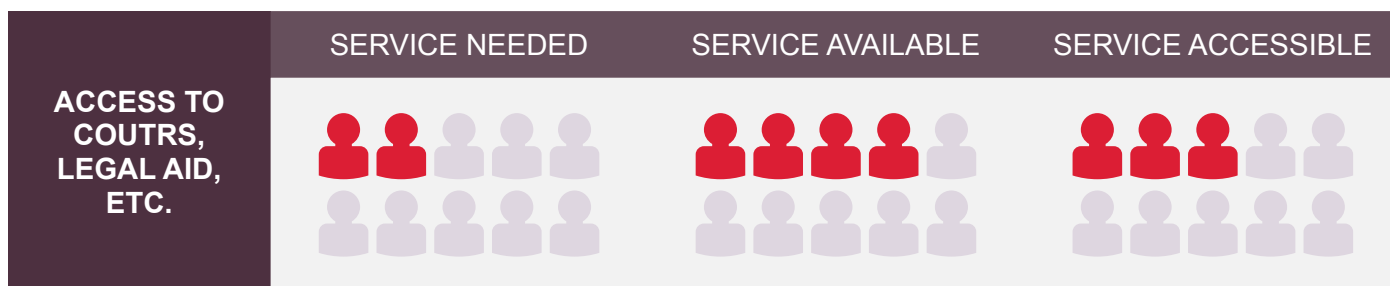 SERVICE NEEDED
SERVICE AVAILABLE
SERVICE ACCESSIBLE
ACCESS TO
COUTRS,
LEGAL AID,
ETC.